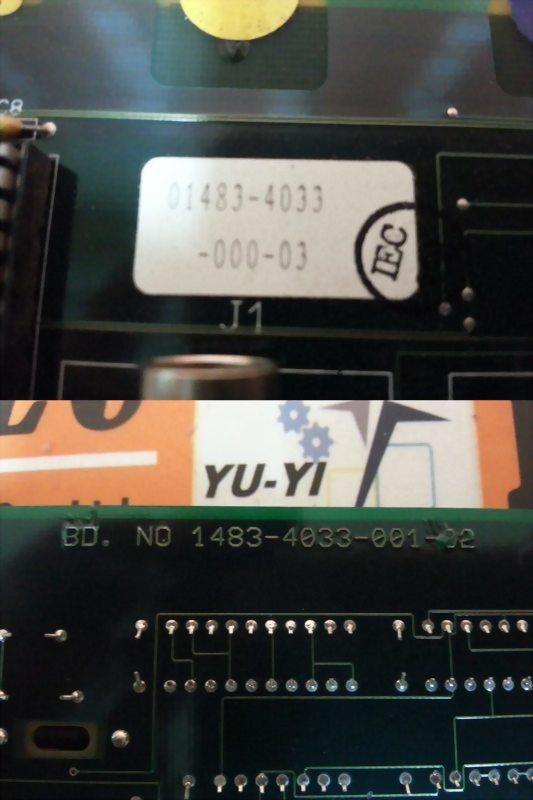 C8
01483-4033
-000-03
IEC
J1
YU-YI
BD. NO 1483-4033-001-02